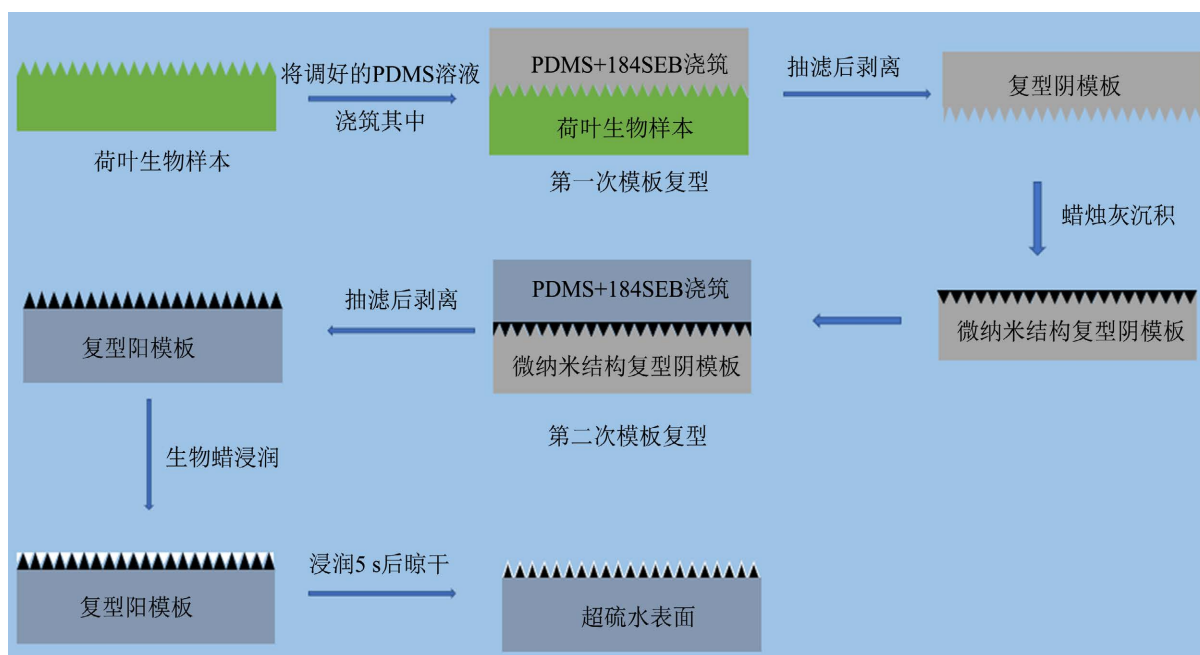 将调好的PDMS溶液
浇筑其中
荷叶生物样本
PDMS+184SEB浇筑
荷叶生物样本
第一次模板复型
抽滤后剥离
复型阴模板
蜡烛灰沉积
微纳米结构复型阴模板
PDMS+184SEB浇筑
微纳米结构复型阴模板
第二次模板复型
抽滤后剥离
复型阳模板
生物蜡浸润
复型阳模板
浸润5 s后晾干
超硫水表面